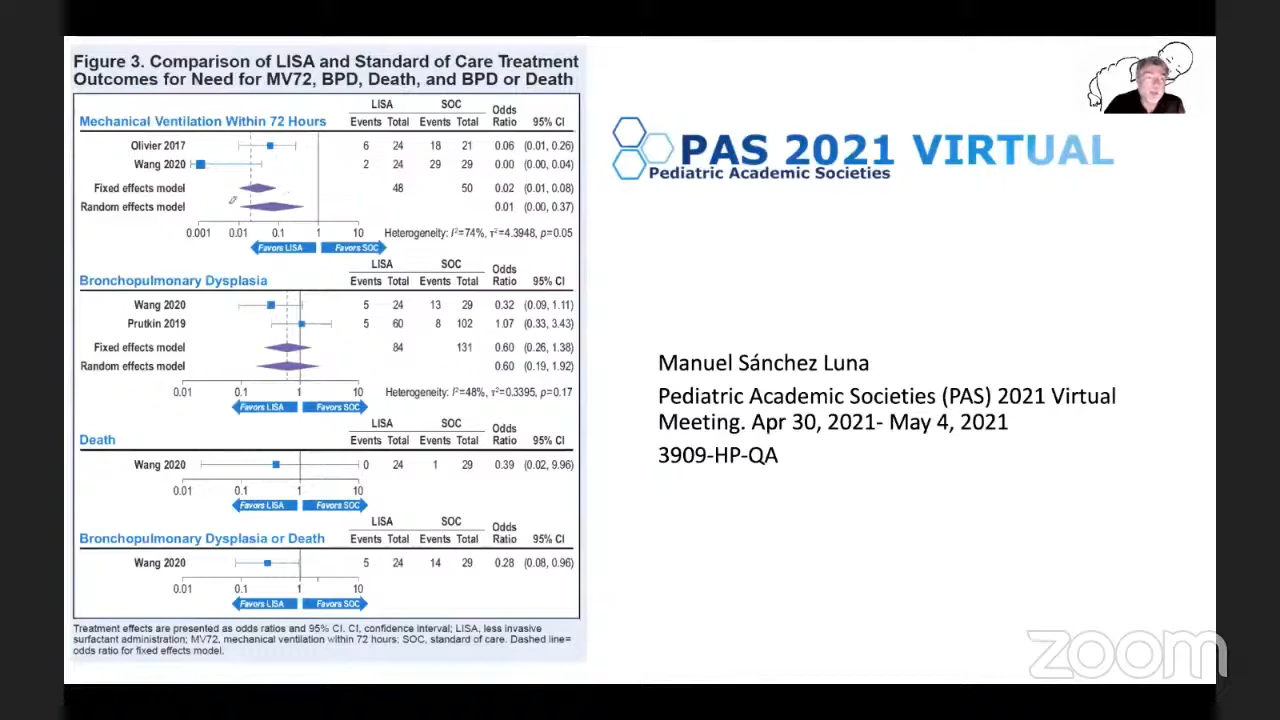 Figure 3. Comparison of LISA and Standard of Care Treatment
Outcomes for Need for MV72, BPD, Death, and BPD or Death
LISA SOC Odds
Mechanical Ventilation Within 72 Hours Events Total Events Total Ratio 95% CI
Olivier 2017 6 24 18 21 0.06 (0.01, 0.26)
Wang 2020 2 24 29 29 0.00 (0.00, 0.04)
Fixed effects model 48 50 0.02 (0.01, 0.08)
Random effects model 0.01 (0.00, 0.37)
0.001 0.01 0.1 1 10 Heterogeneity: I²=74%, τ²=4.3948, p=0.05
Favors LISA Favors SOC
LISA SOC Odds
Bronchopulmonary Dysplasia Events Total Events Total Ratio 95% CI
Wang 2020 5 24 13 29 0.32 (0.09, 1.11)
Prutkin 2019 5 60 8 102 1.07 (0.33, 3.43)
Fixed effects model 84 131 0.60 (0.26, 1.38)
Random effects model 0.60 (0.19, 1.92)
0.01 0.1 1 10 Heterogeneity: I²=48%, τ²=0.3395, p=0.17
Favors LISA Favors SOC
LISA SOC Odds
Death Events Total Events Total Ratio 95% CI
Wang 2020 0 24 1 29 0.39 (0.02, 9.96)
0.01 0.1 1 10
Favors LISA Favors SOC
LISA SOC Odds
Bronchopulmonary Dysplasia or Death Events Total Events Total Ratio 95% CI
Wang 2020 5 24 14 29 0.28 (0.08, 0.96)
0.01 0.1 1 10
Favors LISA Favors SOC
Treatment effects are presented as odds ratios and 95% CI. CI, confidence interval; LISA, less invasive
surfactant administration; MV72, mechanical ventilation within 72 hours; SOC, standard of care. Dashed line=
odds ratio for fixed effects model.
PAS 2021 VIRTUAL
Pediatric Academic Societies
Manuel Sánchez Luna
Pediatric Academic Societies (PAS) 2021 Virtual
Meeting. Apr 30, 2021- May 4, 2021
3909-HP-QA
zoom